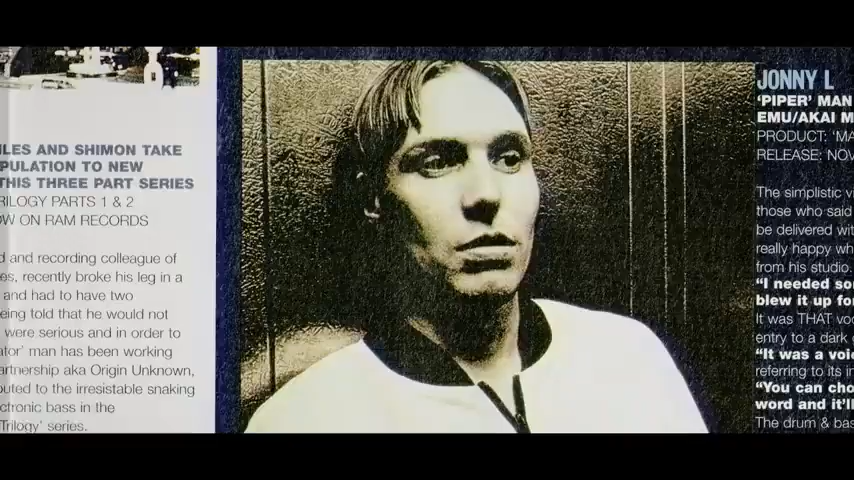 ILES AND SHIMON TAKE
PULATION TO NEW
THIS THREE PART SERIES
RILOGY PARTS 1 & 2
OW ON RAM RECORDS
d and recording colleague of
es, recently broke his leg in a
and had to have two
eing told that he would not
were serious and in order to
ator' man has been working
artnership aka Origin Unknown,
outed to the irresistable snaking
ctronic bass in the
Trilogy' series.
JONNY L
'PIPER' MAN
EMU/AKAI M
PRODUCT: 'MA
RELEASE: NOV
The simplistic v
those who said
be delivered wit
really happy wh
from his studio.
"I needed so
blew it up fo
It was THAT vo
entry to a dark
"It was a voi
referring to its in
"You can cho
word and it'll
The drum & bas